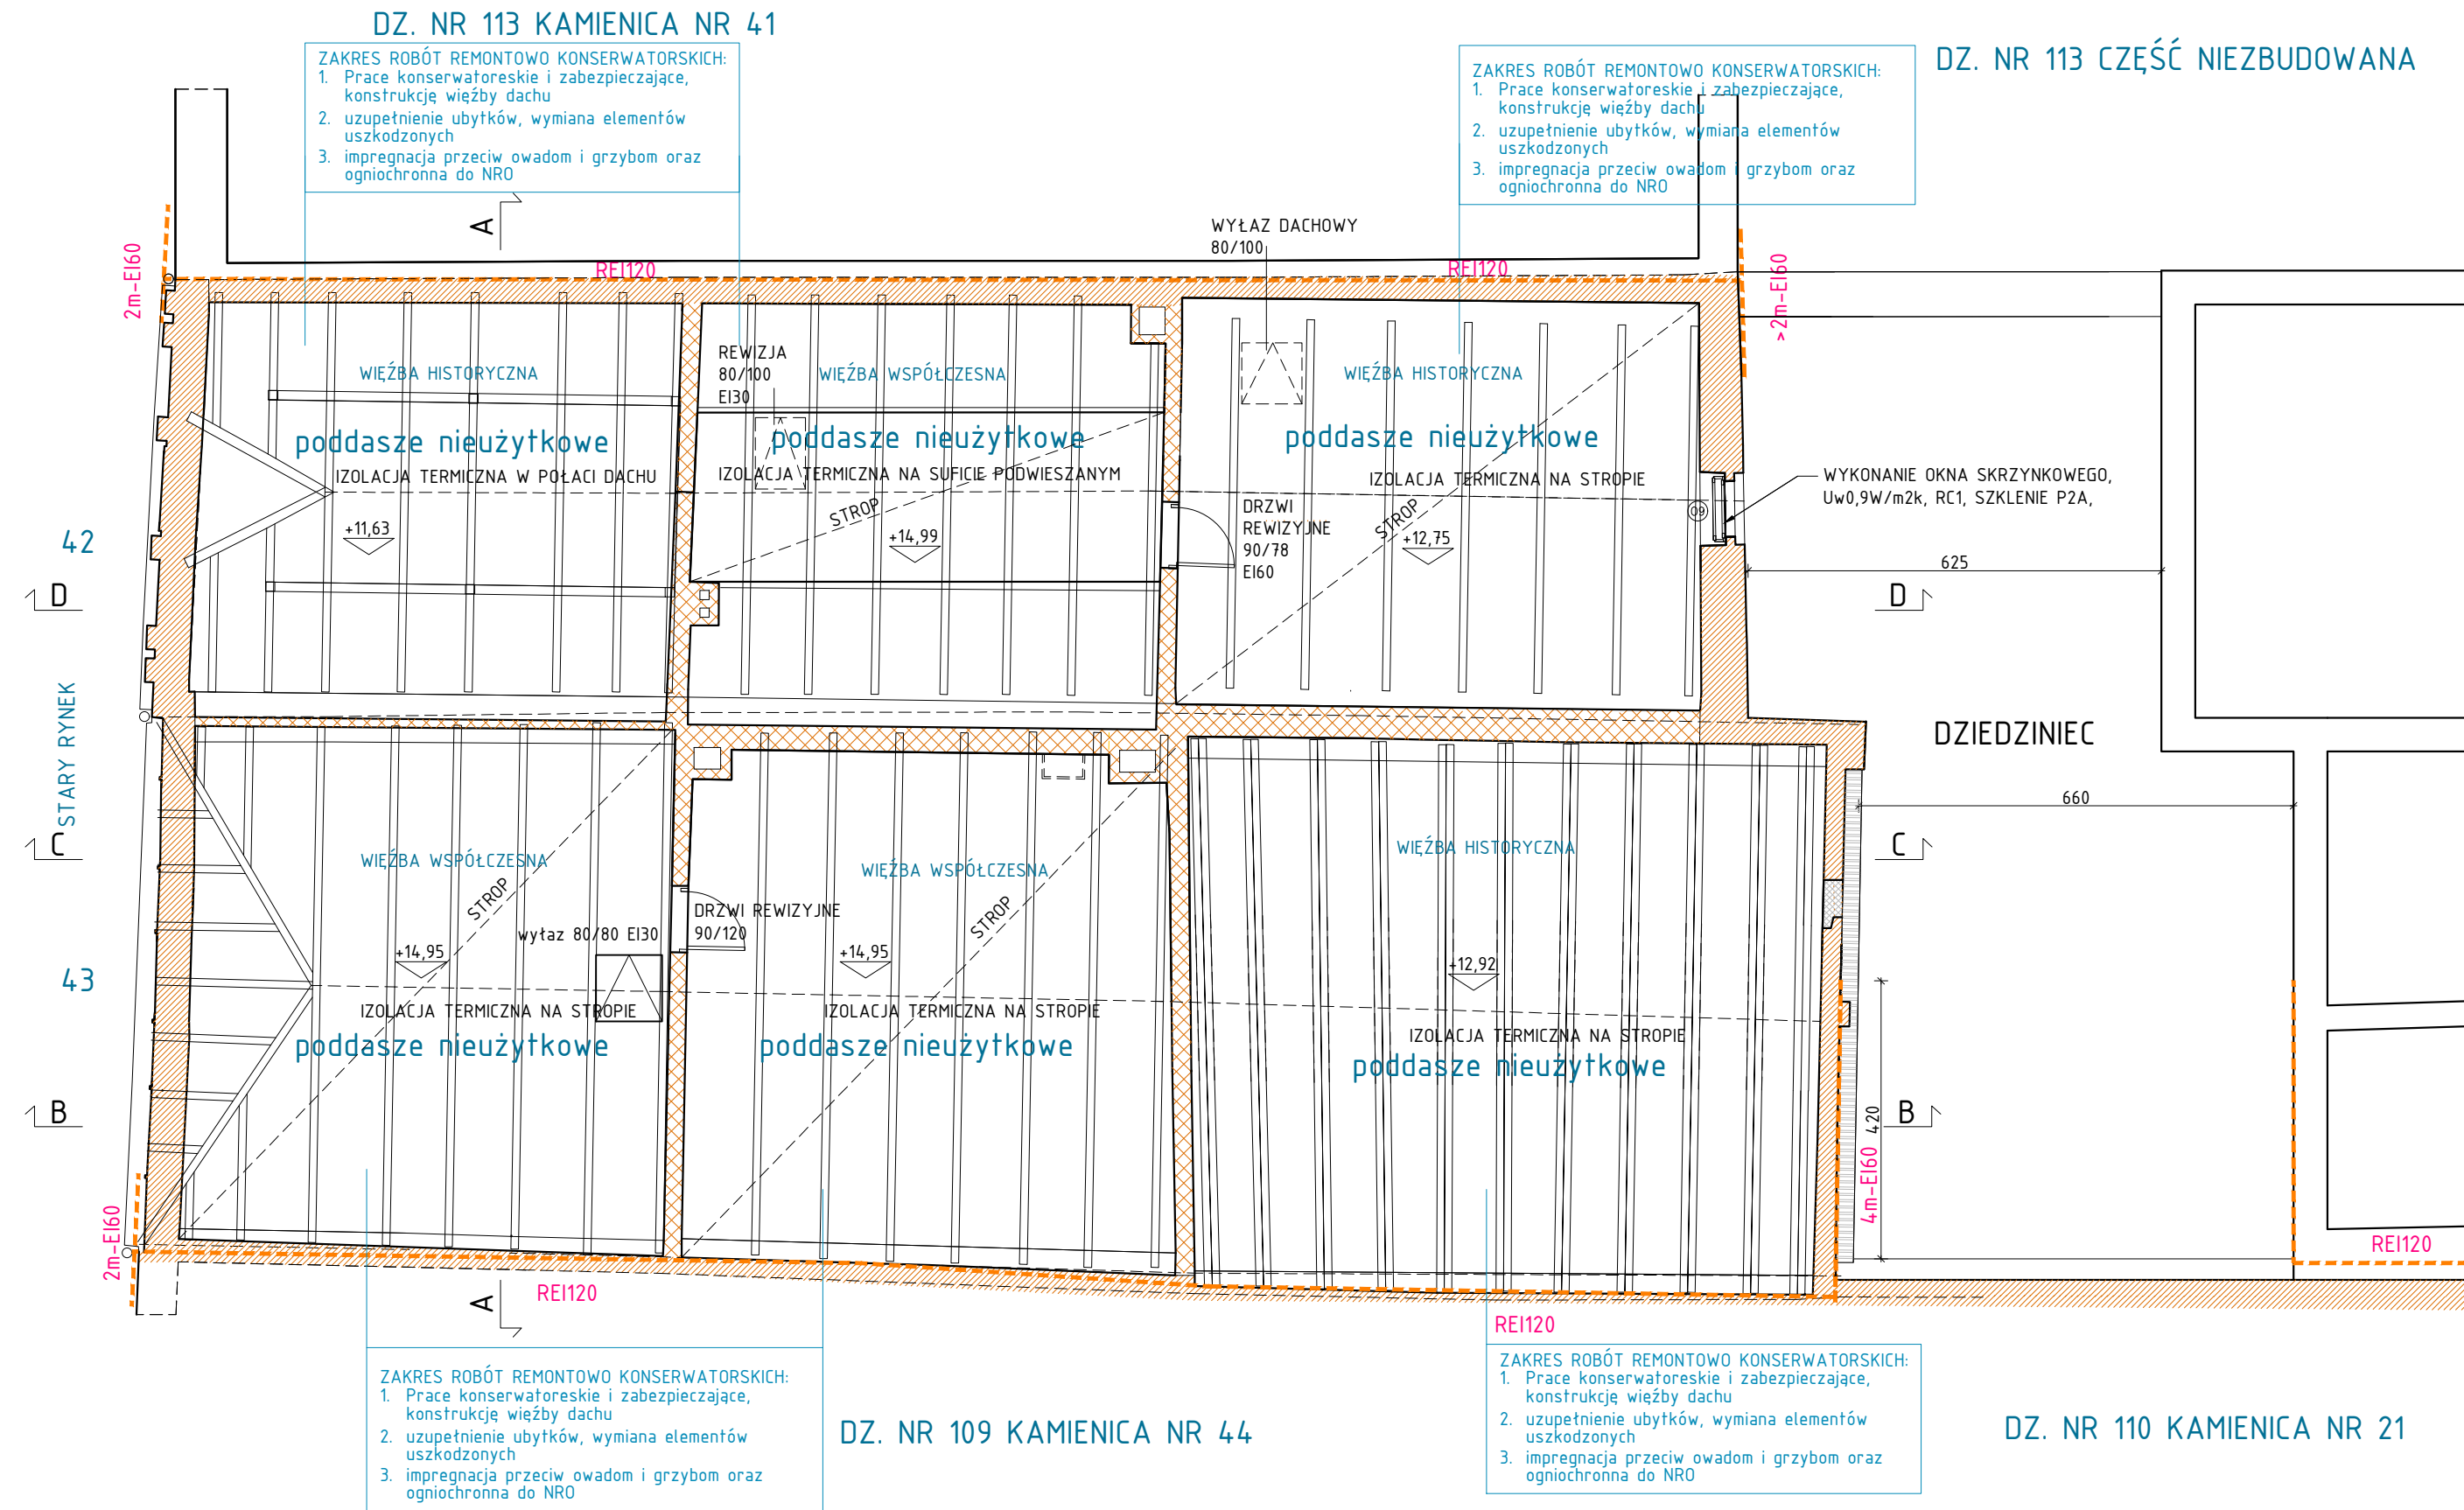 DZ. NR 113 KAMIENICA NR 41
ZAKRES ROBÓT REMONTOWO KONSERWATORSKICH:
1. Prace konserwatoreskie i zabezpieczające,
konstrukcję więźby dachu
2. uzupełnienie ubytków, wymiana elementów
uszkodzonych
3. impregnacja przeciw owadom i grzybom oraz
ogniochronna do NRO
ZAKRES ROBÓT REMONTOWO KONSERWATORSKICH:
1. Prace konserwatoreskie i zabezpieczające,
konstrukcję więźby dachu
2. uzupełnienie ubytków, wymiana elementów
uszkodzonych
3. impregnacja przeciw owadom i grzybom oraz
ogniochronna do NRO
DZ. NR 113 CZĘŚĆ NIEZBUDOWANA
A
WYŁAZ DACHOWY
80/100
2m-EI60
REI120
REI120
>2m-EI60
WIĘŹBA HISTORYCZNA
REWIZJA
80/100
EI30
WIĘŹBA WSPÓŁCZESNA
WIĘŹBA HISTORYCZNA
poddasze nieużytkowe
poddasze nieużytkowe
poddasze nieużytkowe
IZOLACJA TERMICZNA W POŁACI DACHU
IZOLACJA TERMICZNA NA SUFICIE PODWIESZANYM
IZOLACJA TERMICZNA NA STROPIE
WYKONANIE OKNA SKRZYNKOWEGO,
Uw0,9W/m2k, RC1, SZKLENIE P2A,
O9
+11,63
STROP
+14,99
DRZWI
REWIZYJNE
90/78
EI60
STROP
+12,75
42
625
D
D
STARY RYNEK
DZIEDZINIEC
660
C
C
WIĘŹBA WSPÓŁCZESNA
WIĘŹBA WSPÓŁCZESNA
WIĘŹBA HISTORYCZNA
STROP
DRZWI REWIZYJNE
90/120
STROP
wyłaz 80/80 EI30
+14,95
+14,95
+12,92
43
IZOLACJA TERMICZNA NA STROPIE
IZOLACJA TERMICZNA NA STROPIE
IZOLACJA TERMICZNA NA STROPIE
poddasze nieużytkowe
poddasze nieużytkowe
poddasze nieużytkowe
B
420
B
4m-EI60
2m-EI60
REI120
A
REI120
REI120
ZAKRES ROBÓT REMONTOWO KONSERWATORSKICH:
1. Prace konserwatoreskie i zabezpieczające,
konstrukcję więźby dachu
2. uzupełnienie ubytków, wymiana elementów
uszkodzonych
3. impregnacja przeciw owadom i grzybom oraz
ogniochronna do NRO
DZ. NR 109 KAMIENICA NR 44
ZAKRES ROBÓT REMONTOWO KONSERWATORSKICH:
1. Prace konserwatoreskie i zabezpieczające,
konstrukcję więźby dachu
2. uzupełnienie ubytków, wymiana elementów
uszkodzonych
3. impregnacja przeciw owadom i grzybom oraz
ogniochronna do NRO
DZ. NR 110 KAMIENICA NR 21